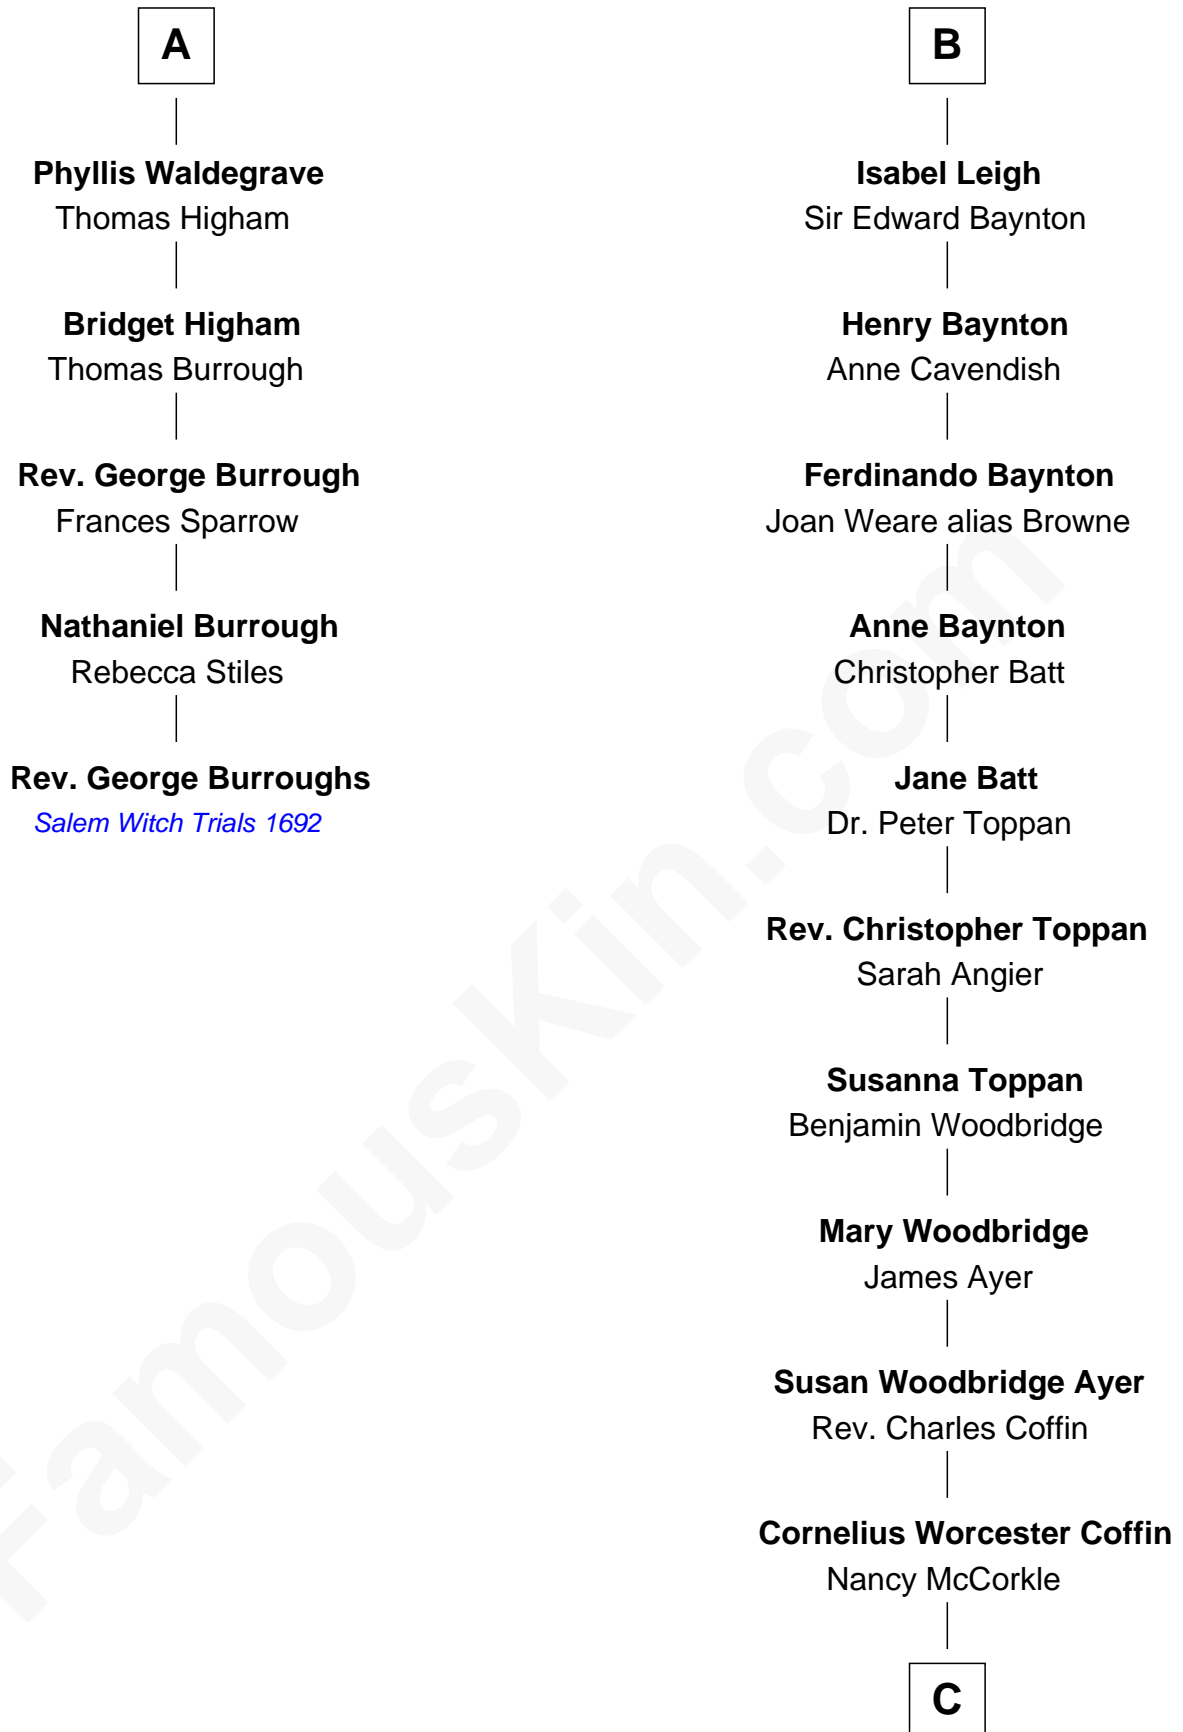 A
Phyllis Waldegrave
Thomas Higham
Bridget Higham
Thomas Burrough
Rev. George Burrough
Frances Sparrow
Nathaniel Burrough
Rebecca Stiles
Rev. George Burroughs
Salem Witch Trials 1692
B
Isabel Leigh
Sir Edward Baynton
Henry Baynton
Anne Cavendish
Ferdinando Baynton
Joan Weare alias Browne
Anne Baynton
Christopher Batt
Jane Batt
Dr. Peter Toppan
Rev. Christopher Toppan
Sarah Angier
Susanna Toppan
Benjamin Woodbridge
Mary Woodbridge
James Ayer
Susan Woodbridge Ayer
Rev. Charles Coffin
Cornelius Worcester Coffin
Nancy McCorkle
C
FamousKin.com